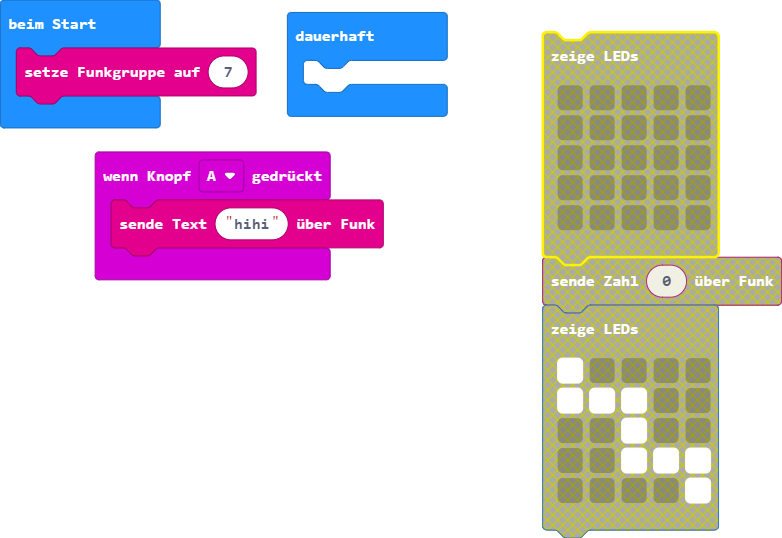 beim Start
setze Funkgruppe auf 7
dauerhaft
wenn Knopf A gedrückt
sende Text "hihi" über Funk
zeige LEDs
sende Zahl 0 über Funk
zeige LEDs